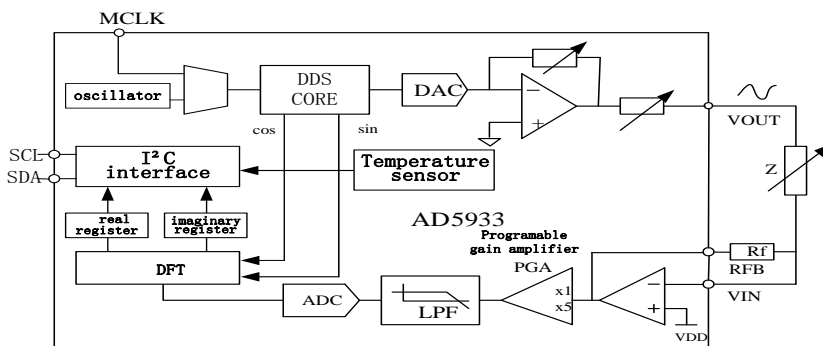 MCLK
oscillator
DDS
CORE
cos
sin
DAC
−
+
VOUT
SCL
SDA
I²C
interface
Temperature
sensor
Z
real
register
imaginary
register
AD5933
Programable
gain amplifier
PGA
DFT
ADC
LPF
x1
x5
−
+
VDD
Rf
RFB
VIN